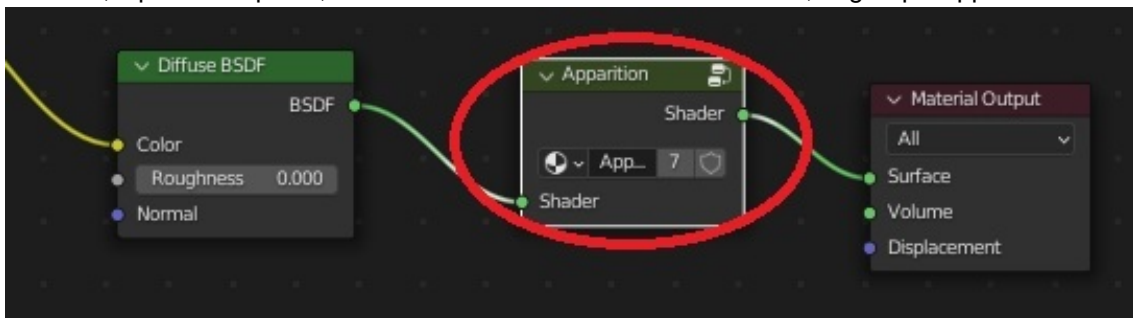 Diffuse BSDF
BSDF
Color
Roughness 0.000
Normal
Apparition
Shader
App... 7
Shader
Material Output
All
Surface
Volume
Displacement